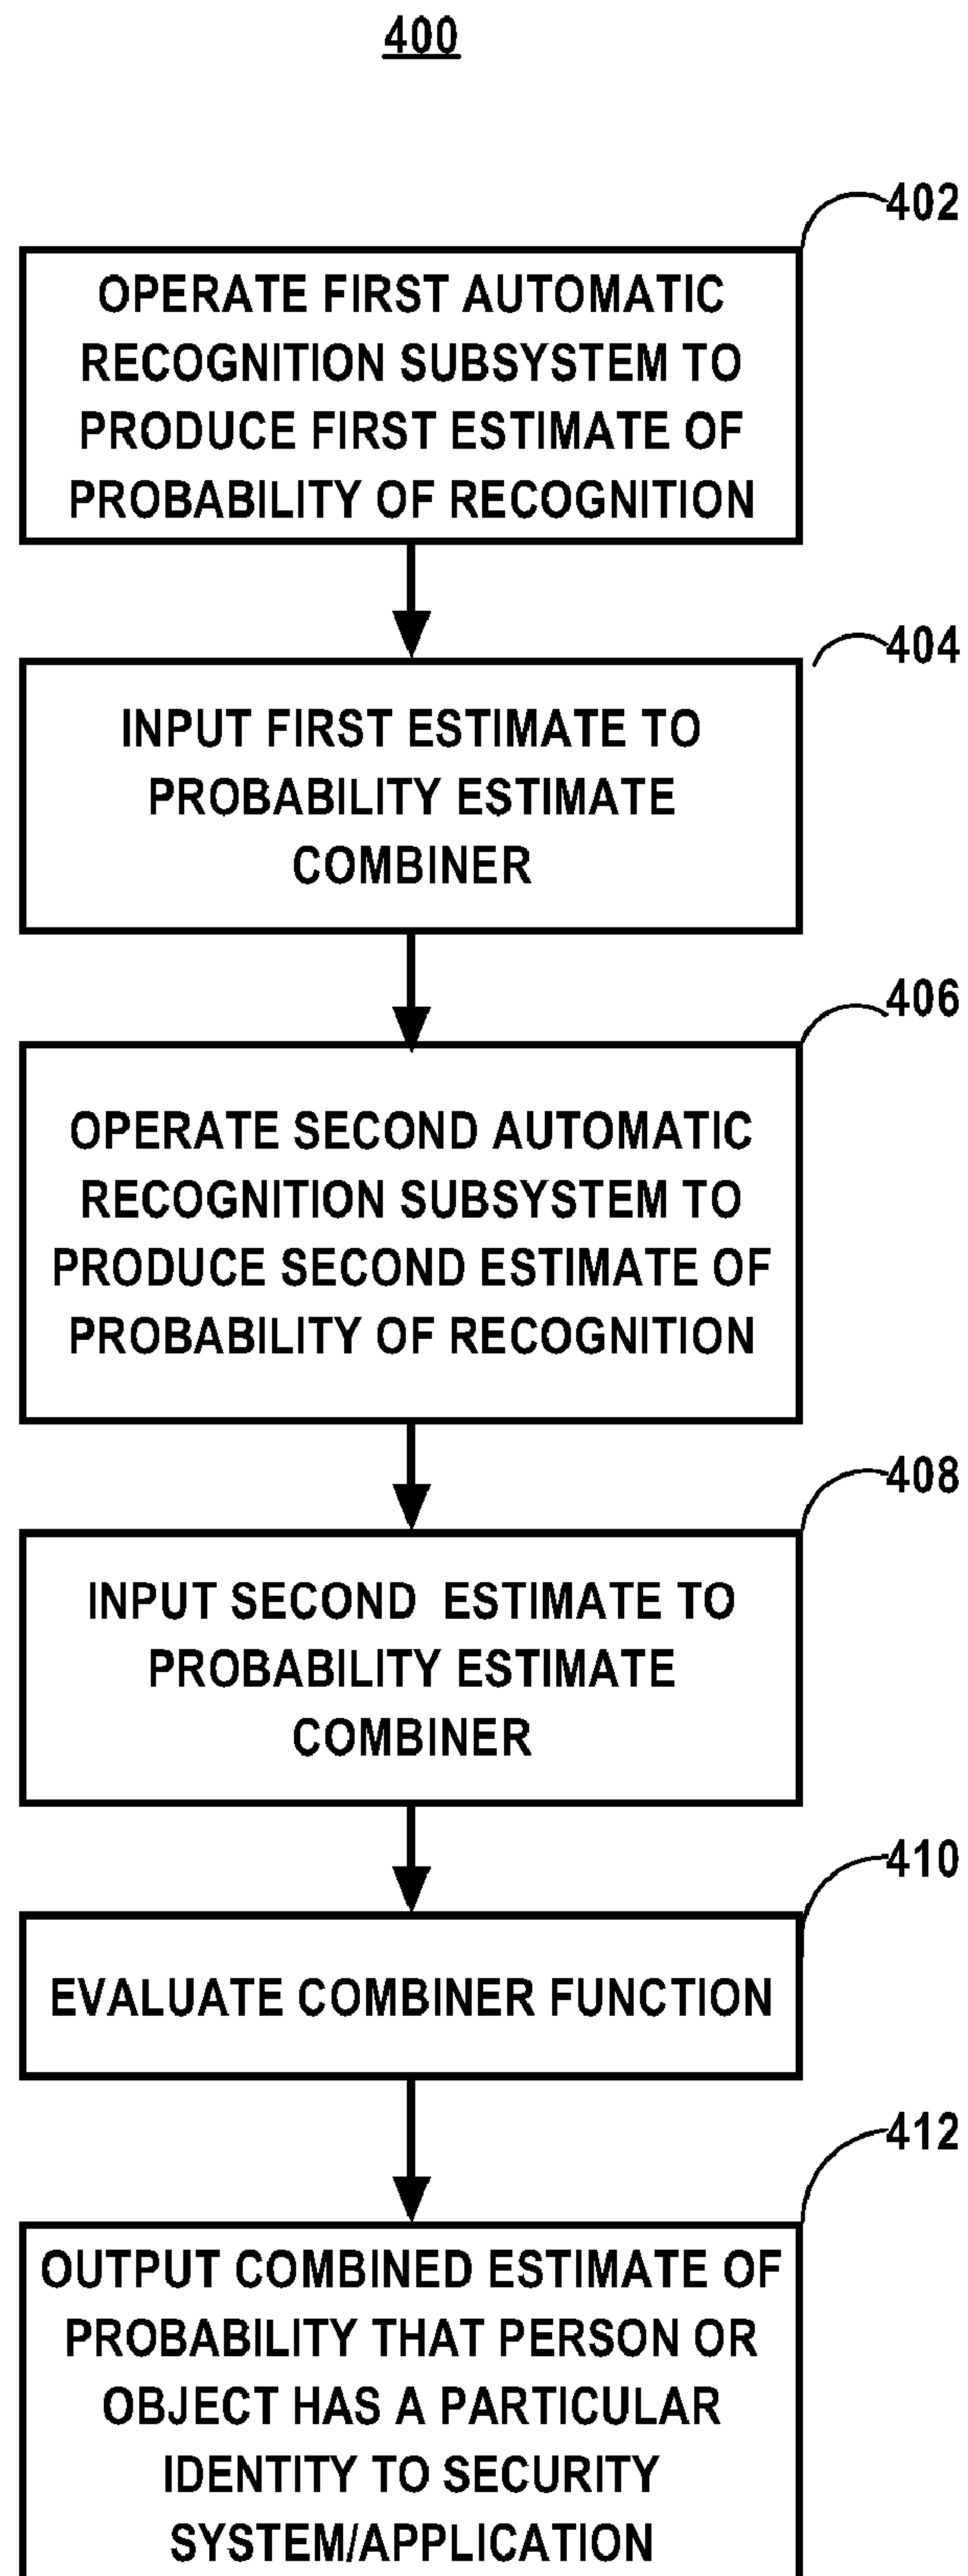 400
402
OPERATE FIRST AUTOMATIC
RECOGNITION SUBSYSTEM TO
PRODUCE FIRST ESTIMATE OF
PROBABILITY OF RECOGNITION
404
INPUT FIRST ESTIMATE TO
PROBABILITY ESTIMATE
COMBINER
406
OPERATE SECOND AUTOMATIC
RECOGNITION SUBSYSTEM TO
PRODUCE SECOND ESTIMATE OF
PROBABILITY OF RECOGNITION
408
INPUT SECOND ESTIMATE TO
PROBABILITY ESTIMATE
COMBINER
410
EVALUATE COMBINER FUNCTION
412
OUTPUT COMBINED ESTIMATE OF
PROBABILITY THAT PERSON OR
OBJECT HAS A PARTICULAR
IDENTITY TO SECURITY
SYSTEM/APPLICATION